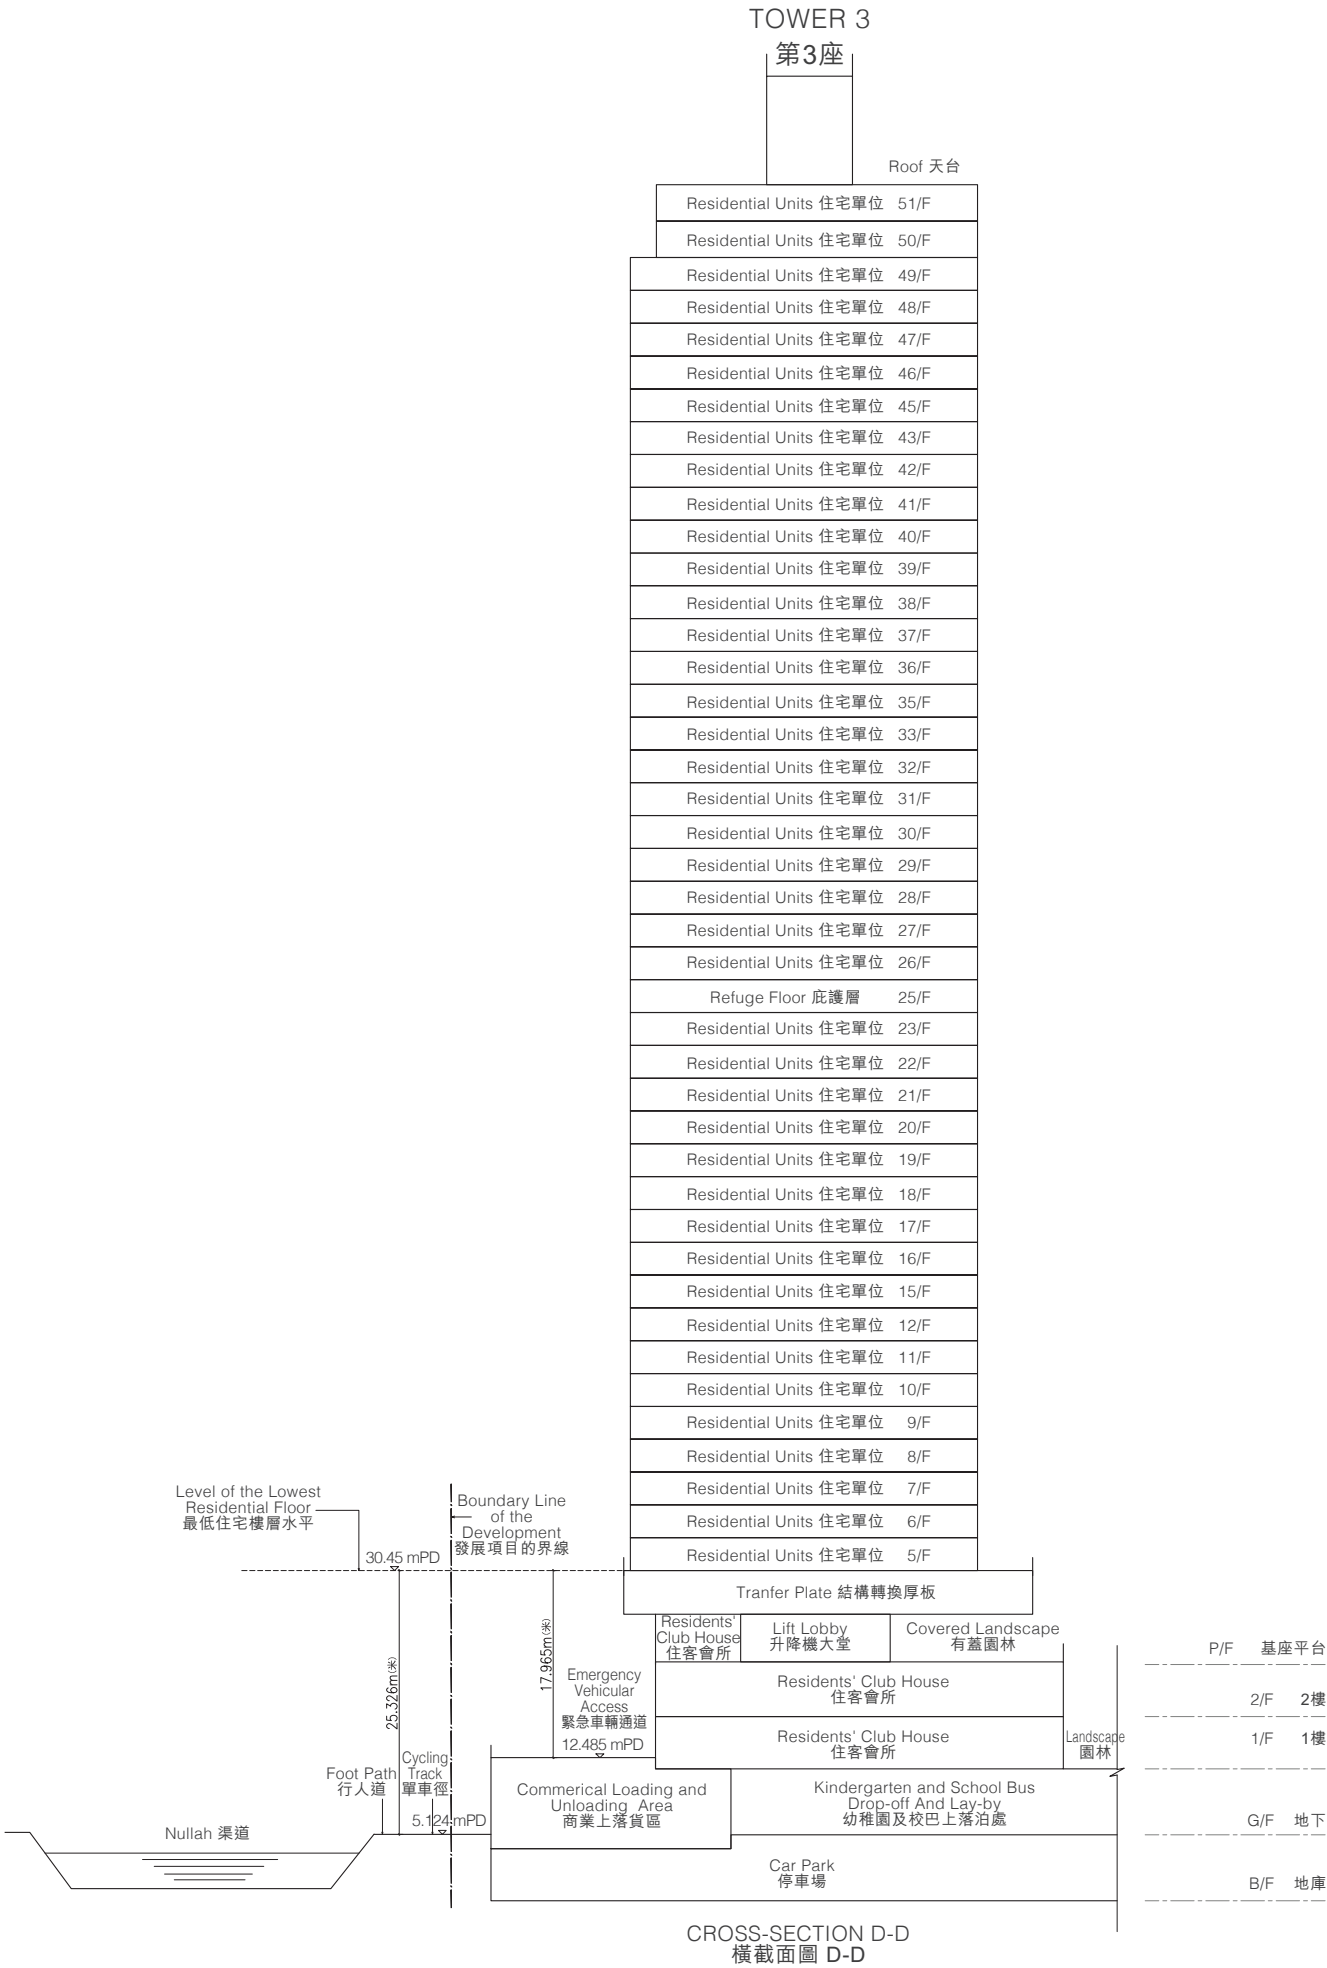 TOWER 3
第3座
Roof 天台
Residential Units 住宅單位 51/F
Residential Units 住宅單位 50/F
Residential Units 住宅單位 49/F
Residential Units 住宅單位 48/F
Residential Units 住宅單位 47/F
Residential Units 住宅單位 46/F
Residential Units 住宅單位 45/F
Residential Units 住宅單位 43/F
Residential Units 住宅單位 42/F
Residential Units 住宅單位 41/F
Residential Units 住宅單位 40/F
Residential Units 住宅單位 39/F
Residential Units 住宅單位 38/F
Residential Units 住宅單位 37/F
Residential Units 住宅單位 36/F
Residential Units 住宅單位 35/F
Residential Units 住宅單位 33/F
Residential Units 住宅單位 32/F
Residential Units 住宅單位 31/F
Residential Units 住宅單位 30/F
Residential Units 住宅單位 29/F
Residential Units 住宅單位 28/F
Residential Units 住宅單位 27/F
Residential Units 住宅單位 26/F
Refuge Floor 庇護層 25/F
Residential Units 住宅單位 23/F
Residential Units 住宅單位 22/F
Residential Units 住宅單位 21/F
Residential Units 住宅單位 20/F
Residential Units 住宅單位 19/F
Residential Units 住宅單位 18/F
Residential Units 住宅單位 17/F
Residential Units 住宅單位 16/F
Residential Units 住宅單位 15/F
Residential Units 住宅單位 12/F
Residential Units 住宅單位 11/F
Residential Units 住宅單位 10/F
Residential Units 住宅單位 9/F
Residential Units 住宅單位 8/F
Residential Units 住宅單位 7/F
Residential Units 住宅單位 6/F
Residential Units 住宅單位 5/F
Level of the Lowest
Residential Floor
最低住宅樓層水平
Boundary Line
of the
Development
發展項目的界線
30.45 mPD
Tranfer Plate 結構轉換厚板
Residents'
Club House
住客會所
Lift Lobby
升降機大堂
Covered Landscape
有蓋園林
P/F 基座平台
25.326m(米)
17.965m(米)
Emergency
Vehicular
Access
緊急車輛通道
12.485 mPD
Residents' Club House
住客會所
2/F 2樓
Residents' Club House
住客會所
Landscape
園林
1/F 1樓
Foot Path
行人道
Cycling
Track
單車徑
Commerical Loading and
Unloading Area
商業上落貨區
Kindergarten and School Bus
Drop-off And Lay-by
幼稚園及校巴上落泊處
G/F 地下
5.124 mPD
Nullah 渠道
Car Park
停車場
B/F 地庫
CROSS-SECTION D-D
橫截面圖 D-D